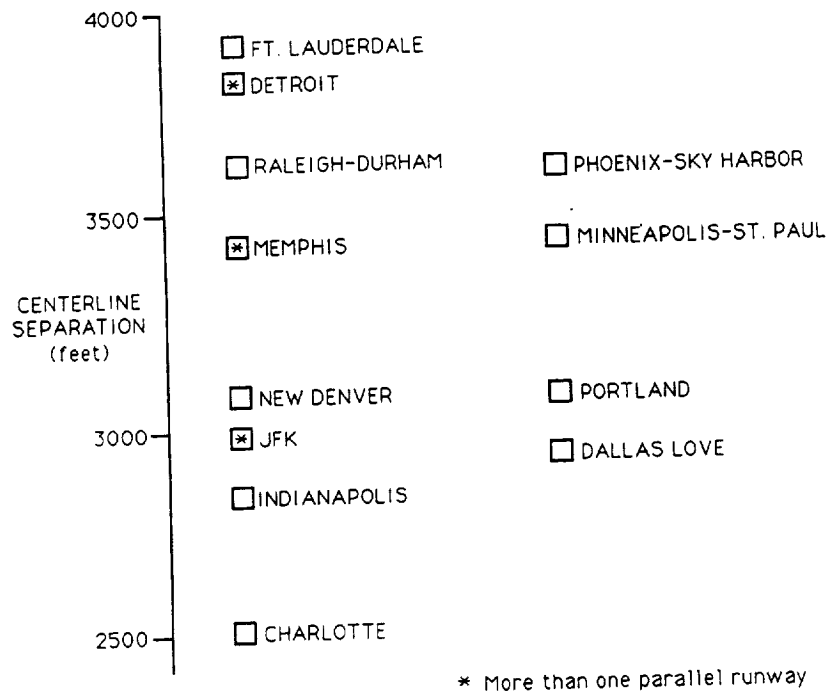 4000
FT. LAUDERDALE
* DETROIT
RALEIGH-DURHAM
PHOENIX-SKY HARBOR
3500
* MEMPHIS
MINNEAPOLIS-ST. PAUL
CENTERLINE
SEPARATION
(feet)
NEW DENVER
PORTLAND
3000
* JFK
DALLAS LOVE
INDIANAPOLIS
2500
CHARLOTTE
* More than one parallel runway